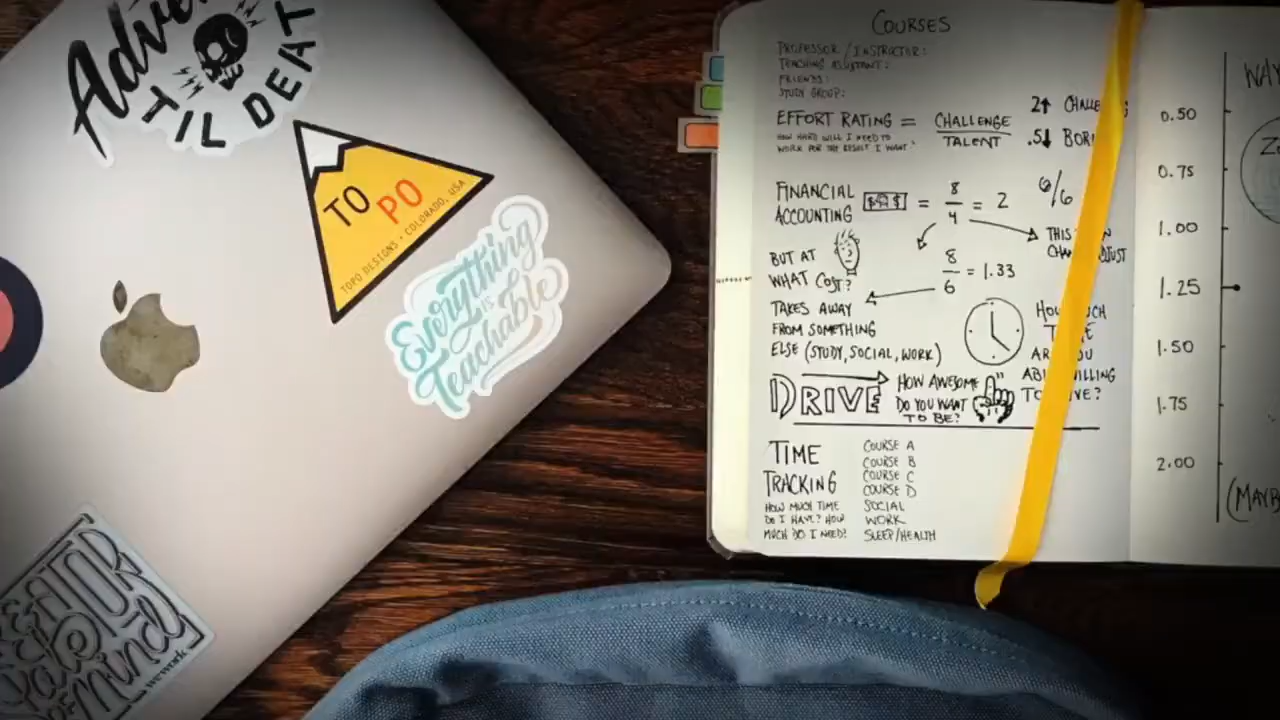 TIL DEAT
TO
PO
TOPO DESIGNS • COLORADO, USA
Everything
is
Teachable
of Mind
wework
COURSES
PROFESSOR/INSTRUCTOR:
TEACHING ASSISTANT:
FRIENDS:
STUDY GROUP:
EFFORT RATING = CHALLENGE
TALENT
HOW HARD WILL I NEED TO
WORK FOR THE RESULT I WANT?
2↑
.5↓
FINANCIAL
ACCOUNTING
$ $ = 8/4 = 2
6/6
THIS
BUT AT
WHAT COST?
8/6 = 1.33
TAKES AWAY
FROM SOMETHING
ELSE (STUDY, SOCIAL, WORK)
DRIVE
HOW AWESOME
DO YOU WANT
TO BE?
TIME
TRACKING
HOW MUCH TIME
DO I HAVE? HOW
MUCH DO I NEED?
COURSE A
COURSE B
COURSE C
COURSE D
SOCIAL
WORK
SLEEP/HEALTH
0.50
0.75
1.00
1.25
1.50
1.75
2.00
WAY
(MAYB